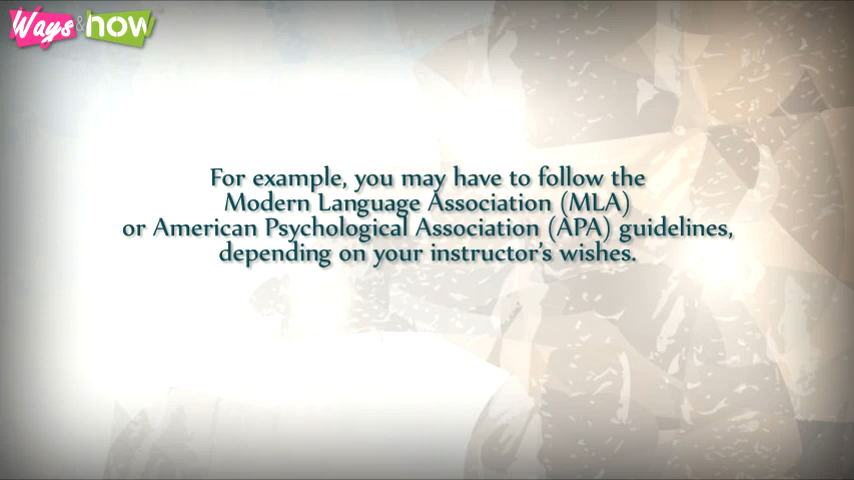 Ways & how
For example, you may have to follow the
Modern Language Association (MLA)
or American Psychological Association (APA) guidelines,
depending on your instructor's wishes.